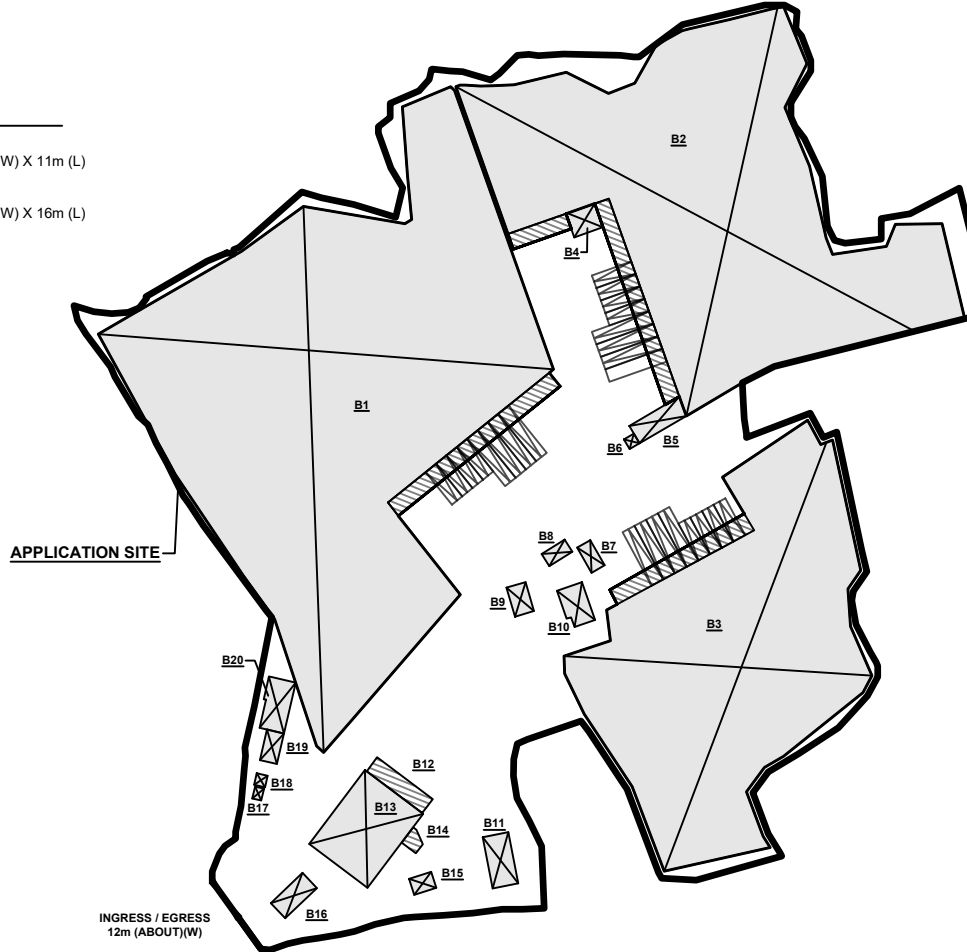 W) X 11m (L)
W) X 16m (L)
B2
B4
B1
B5
B6
APPLICATION SITE
B8
B7
B9
B10
B3
B20
B19
B18
B17
B12
B13
B14
B11
B15
B16
INGRESS / EGRESS
12m (ABOUT)(W)